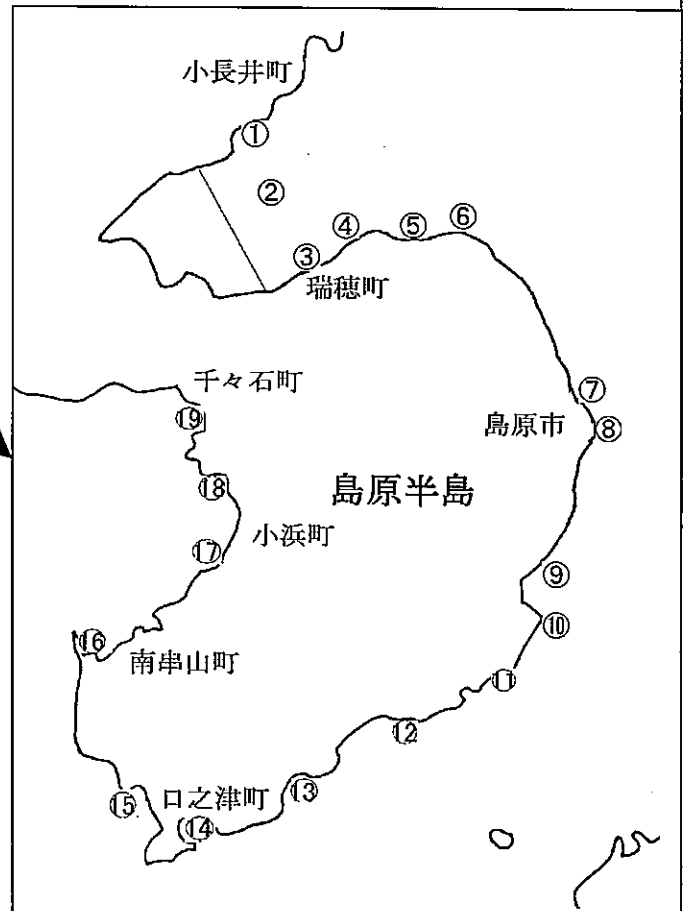 小長井町
①
②
⑥
④
⑤
③
瑞穂町
千々石町
⑦
⑲
島原市
⑧
⑱
島原半島
小浜町
⑰
⑨
⑩
⑯
南串山町
⑪
⑫
⑬
⑮
口之津町
⑭